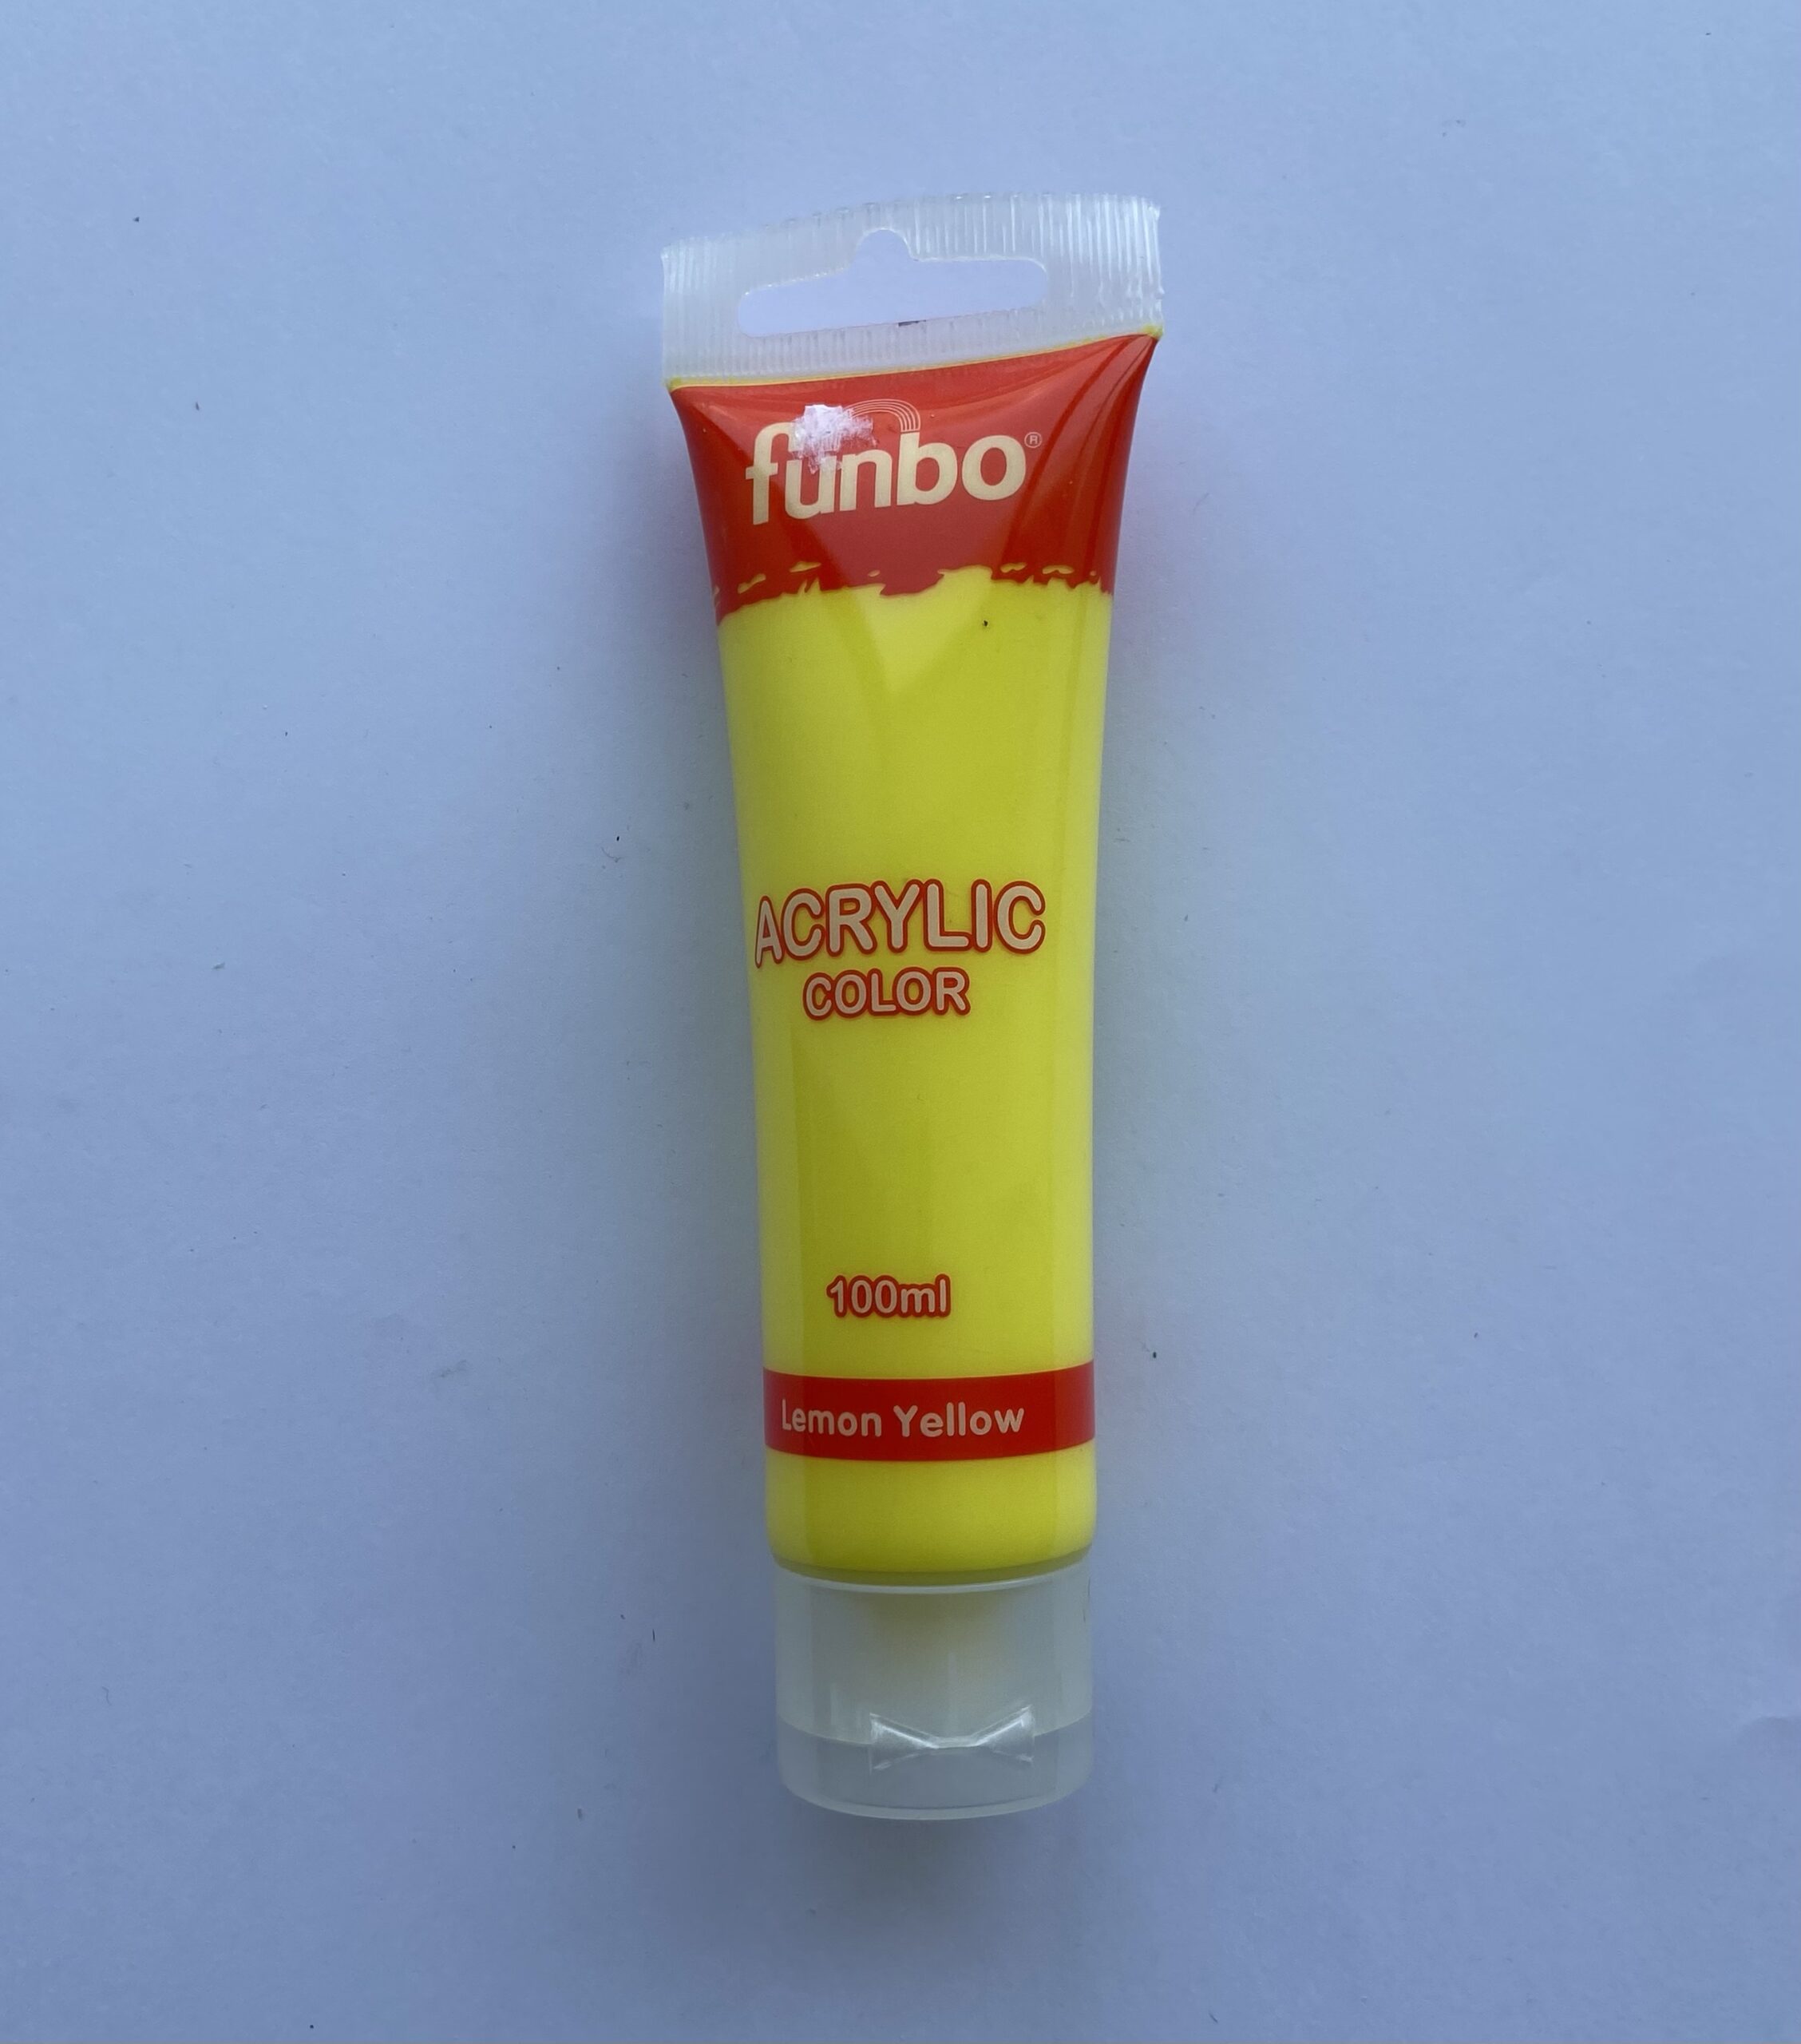 funbo®
ACRYLIC
COLOR
100ml
Lemon Yellow